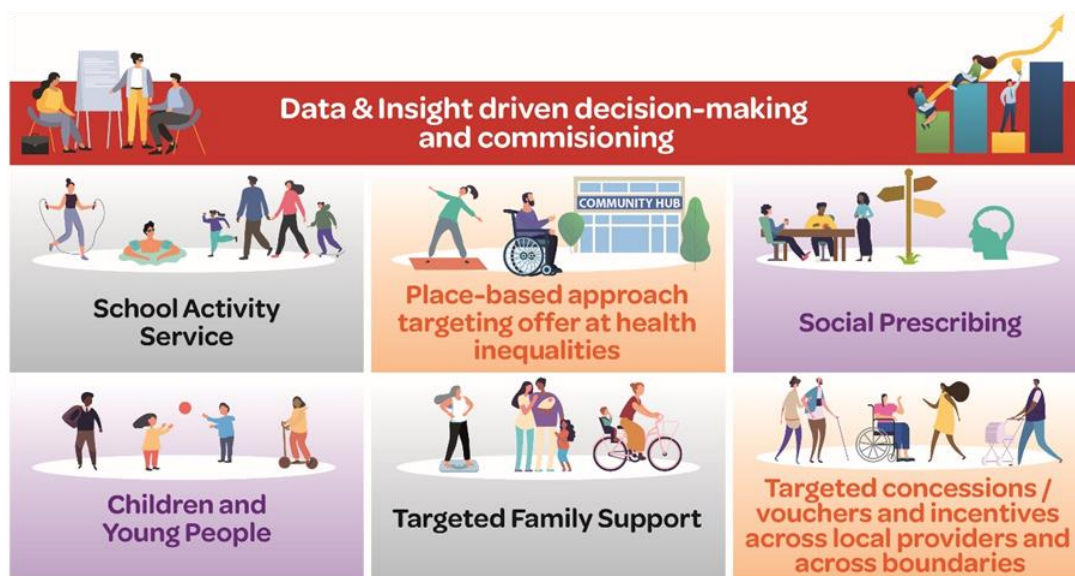 Data & Insight driven decision-making
and commisioning
COMMUNITY HUB
School Activity
Service
Place-based approach
targeting offer at health
inequalities
Social Prescribing
Children and
Young People
Targeted Family Support
Targeted concessions /
vouchers and incentives
across local providers and
across boundaries